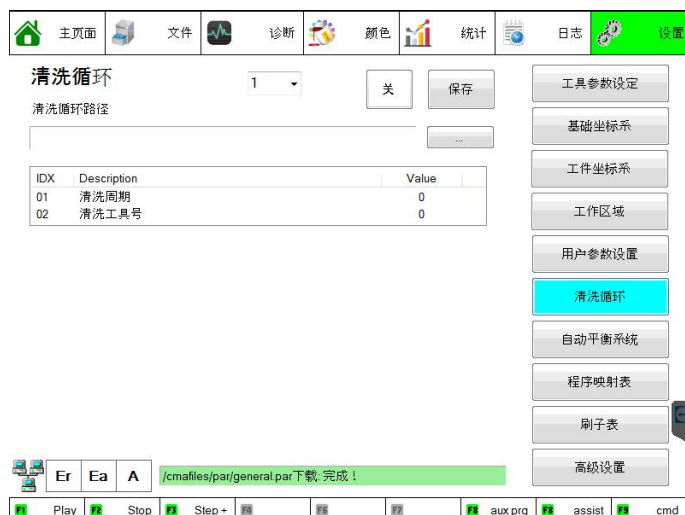 主页面 文件 诊断 颜色 统计 日志 设置
清洗循环 1 关 保存
清洗循环路径
...
IDX Description Value
01 清洗周期 0
02 清洗工具号 0
工具参数设定
基础坐标系
工件坐标系
工作区域
用户参数设置
清洗循环
自动平衡系统
程序映射表
刷子表
高级设置
Er Ea A /cmafiles/par/general.par下载: 完成！
F1 Play F2 Stop F3 Step + F4 F6 F7 F8 aux prg F8 assist F9 cmd